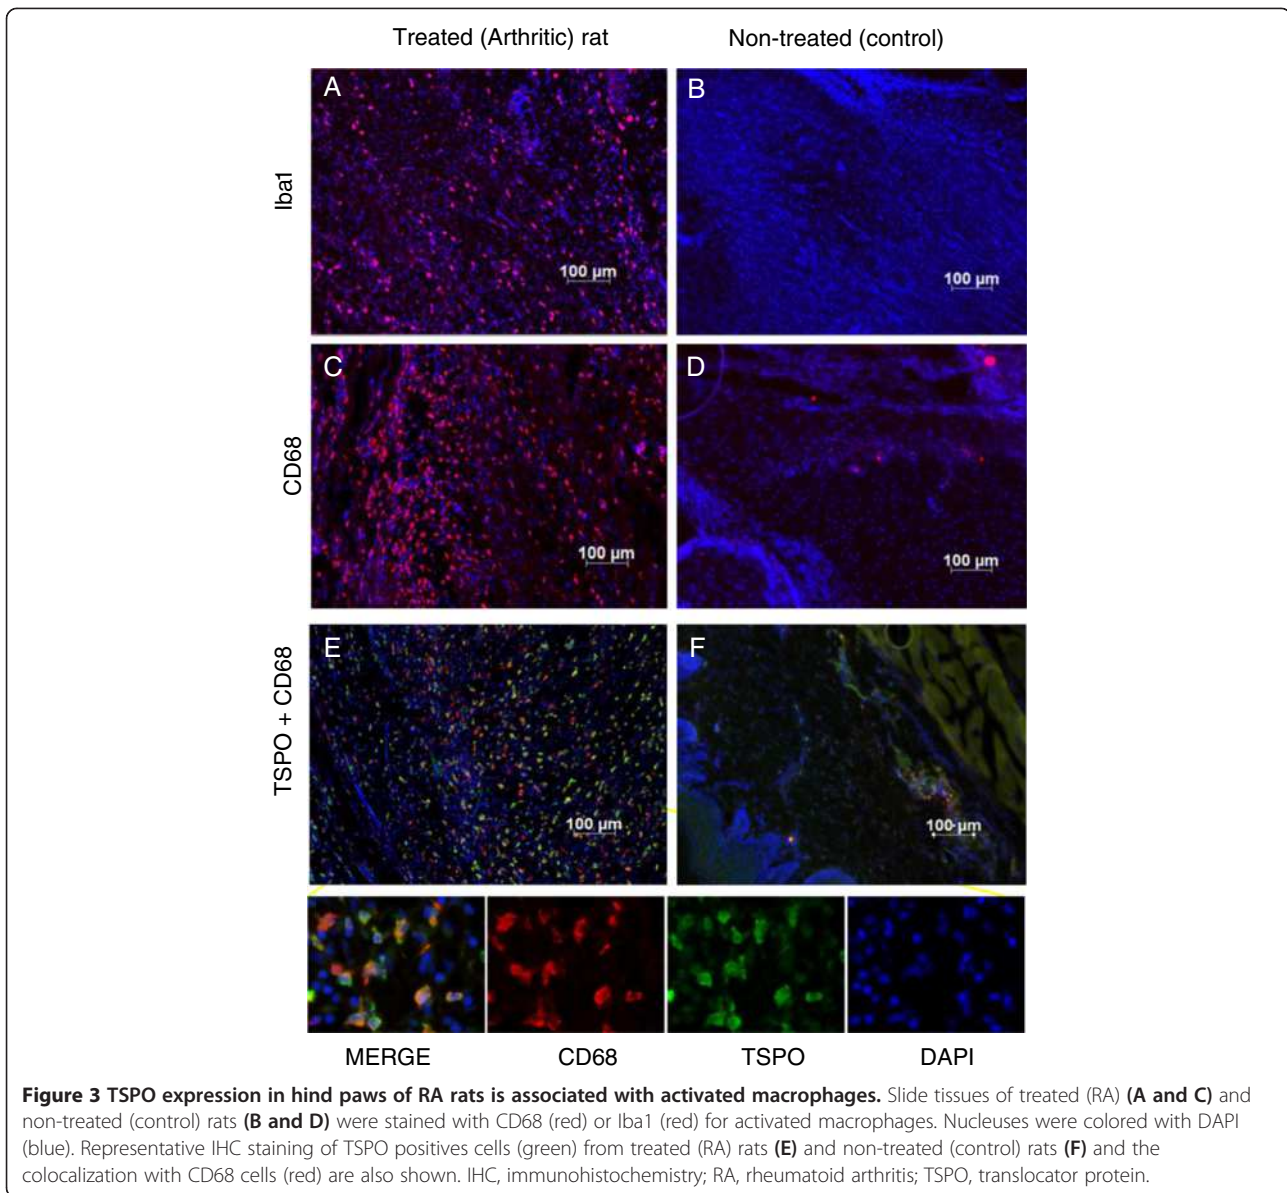 Treated (Arthritic) rat
Non-treated (control)
Iba1
A
100 µm
B
100 µm
CD68
C
100 µm
D
100 µm
TSPO + CD68
E
100 µm
F
100 µm
MERGE
CD68
TSPO
DAPI
Figure 3 TSPO expression in hind paws of RA rats is associated with activated macrophages. Slide tissues of treated (RA) (A and C) and
non-treated (control) rats (B and D) were stained with CD68 (red) or Iba1 (red) for activated macrophages. Nucleuses were colored with DAPI
(blue). Representative IHC staining of TSPO positives cells (green) from treated (RA) rats (E) and non-treated (control) rats (F) and the
colocalization with CD68 cells (red) are also shown. IHC, immunohistochemistry; RA, rheumatoid arthritis; TSPO, translocator protein.